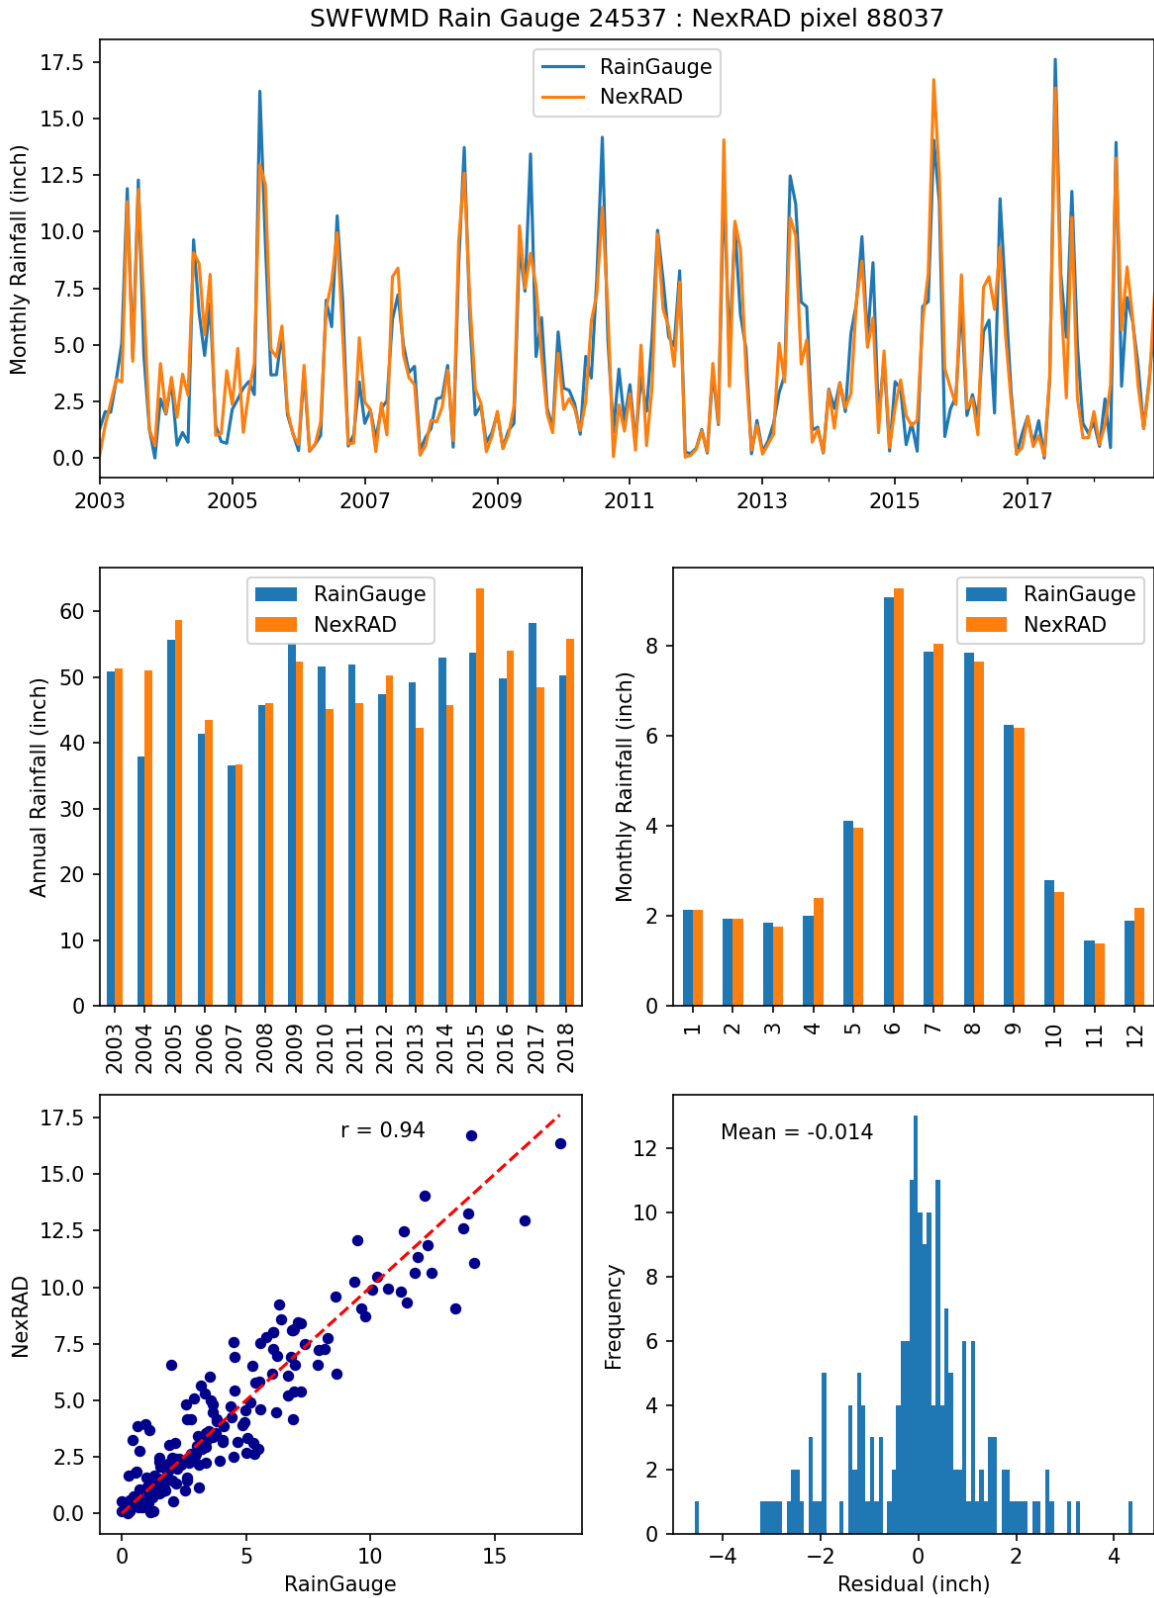 SWFWMD Rain Gauge 24537 : NexRAD pixel 88037
Monthly Rainfall (inch)
17.5
15.0
12.5
10.0
7.5
5.0
2.5
0.0
RainGauge
NexRAD
2003 2005 2007 2009 2011 2013 2015 2017
Annual Rainfall (inch)
60
50
40
30
20
10
0
RainGauge
NexRAD
2003 2004 2005 2006 2007 2008 2009 2010 2011 2012 2013 2014 2015 2016 2017 2018
Monthly Rainfall (inch)
8
6
4
2
0
RainGauge
NexRAD
1 2 3 4 5 6 7 8 9 10 11 12
NexRAD
17.5
15.0
12.5
10.0
7.5
5.0
2.5
0.0
r = 0.94
0 5 10 15
RainGauge
Frequency
12
10
8
6
4
2
0
Mean = -0.014
−4 −2 0 2 4
Residual (inch)